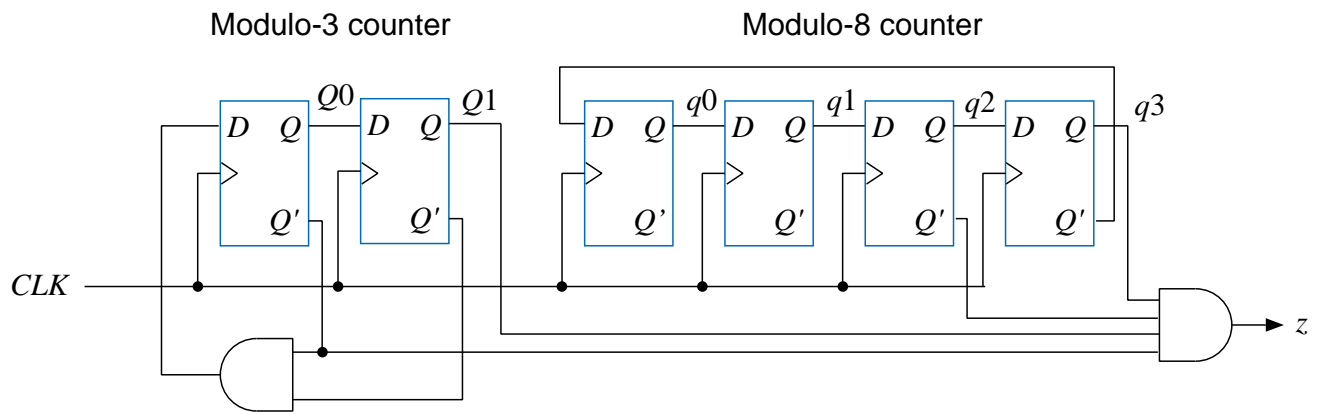 Modulo-3 counter
Modulo-8 counter
Q0
Q1
q0
q1
q2
q3
D Q
D Q
D Q
D Q
D Q
D Q
Q'
Q'
Q’
Q'
Q'
Q'
CLK
z